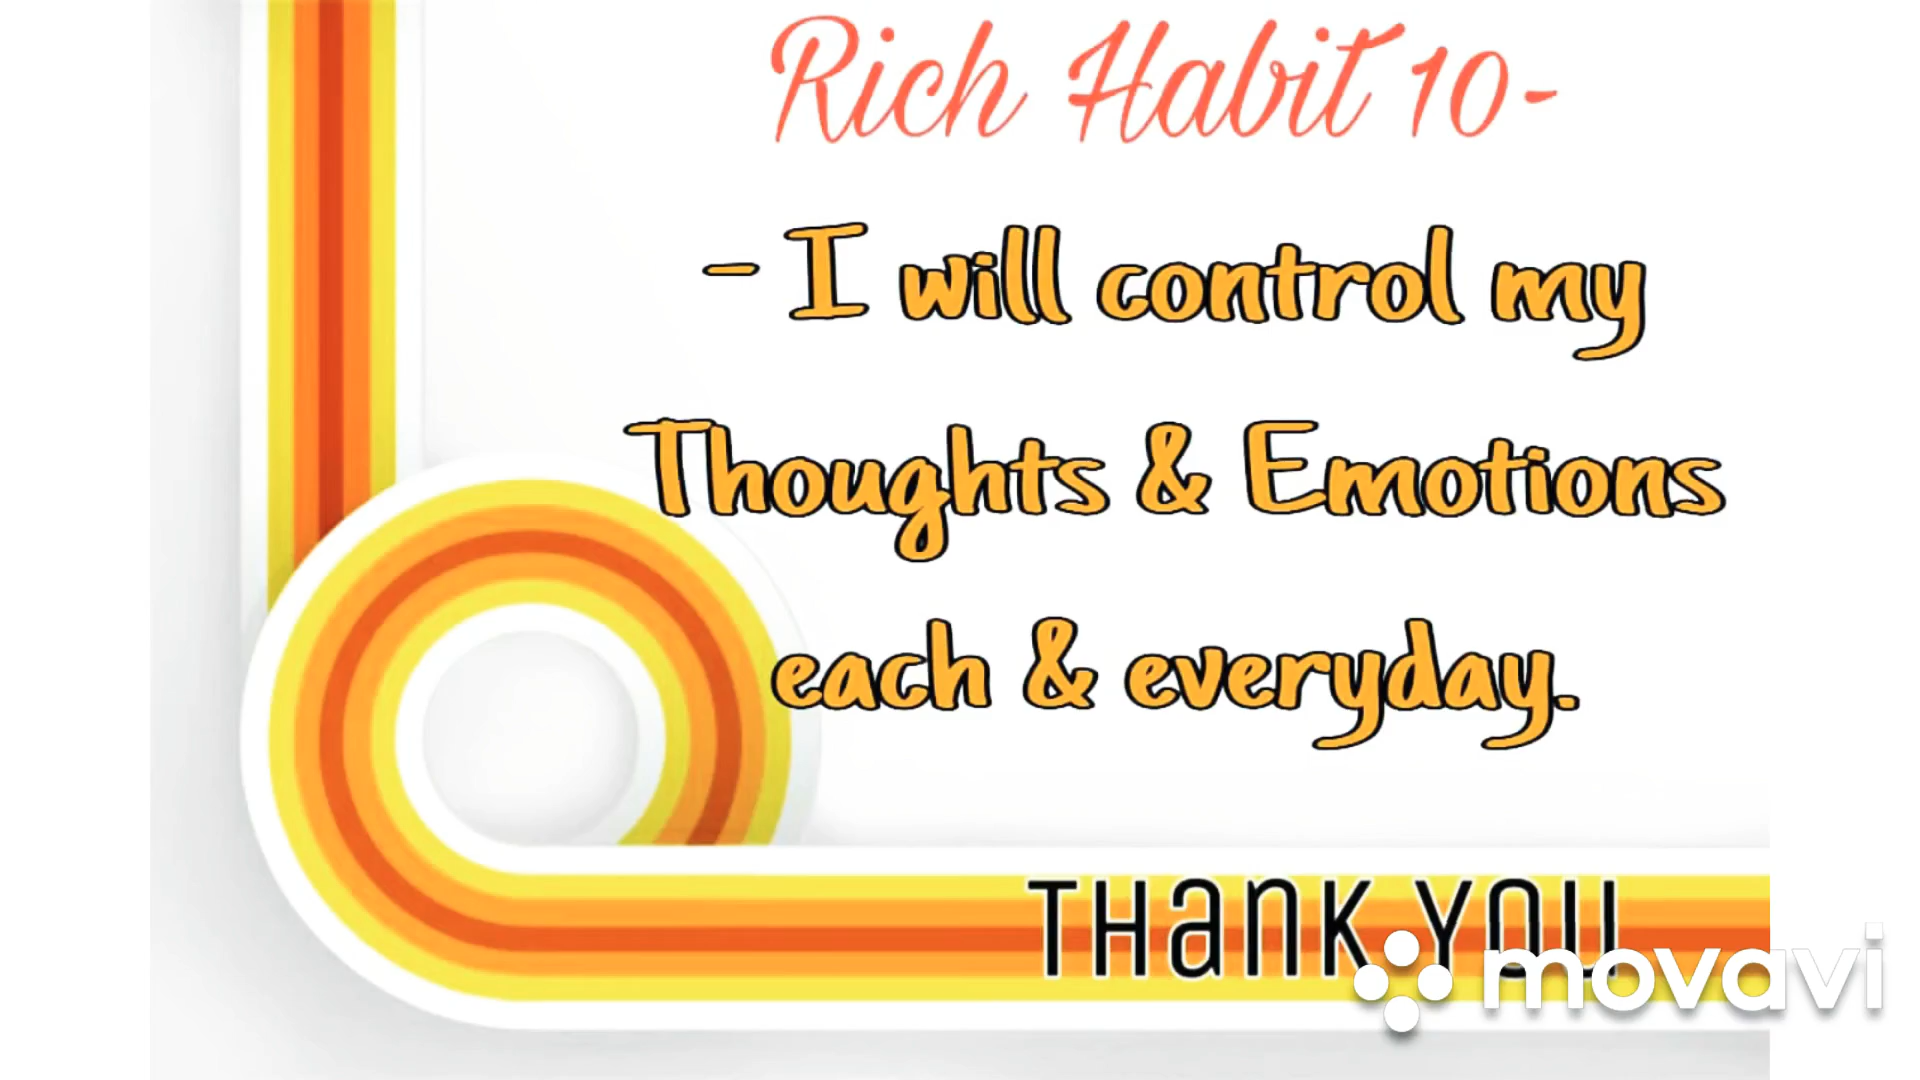 Rich Habit 10-
- I will control my
Thoughts & Emotions
each & everyday.
THANK YOU
movavi